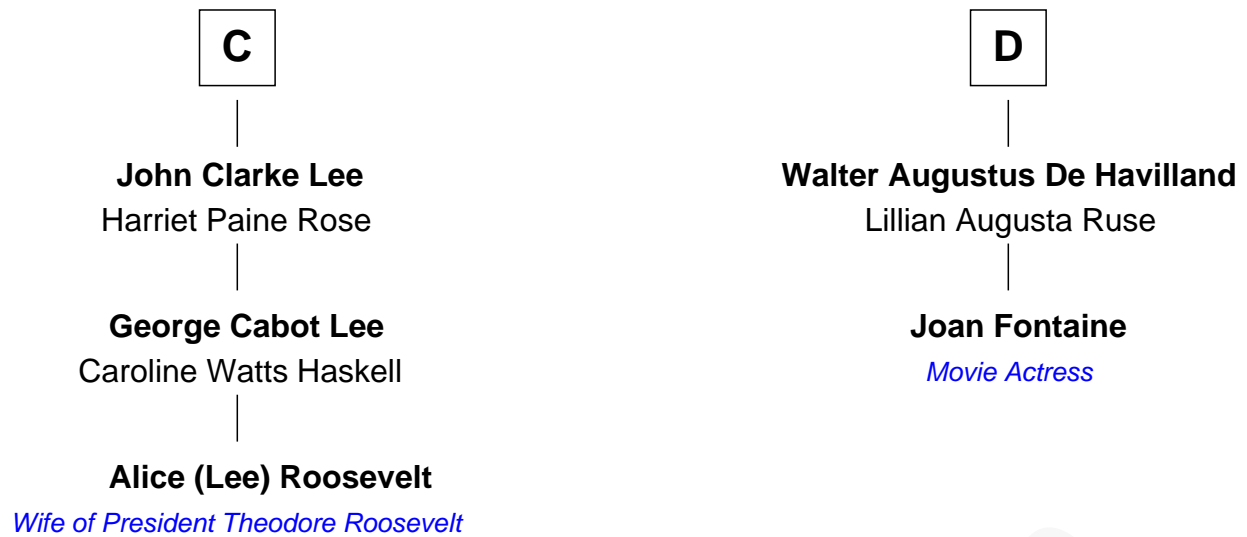 C
John Clarke Lee
Harriet Paine Rose
George Cabot Lee
Caroline Watts Haskell
Alice (Lee) Roosevelt
Wife of President Theodore Roosevelt
D
Walter Augustus De Havilland
Lillian Augusta Ruse
Joan Fontaine
Movie Actress